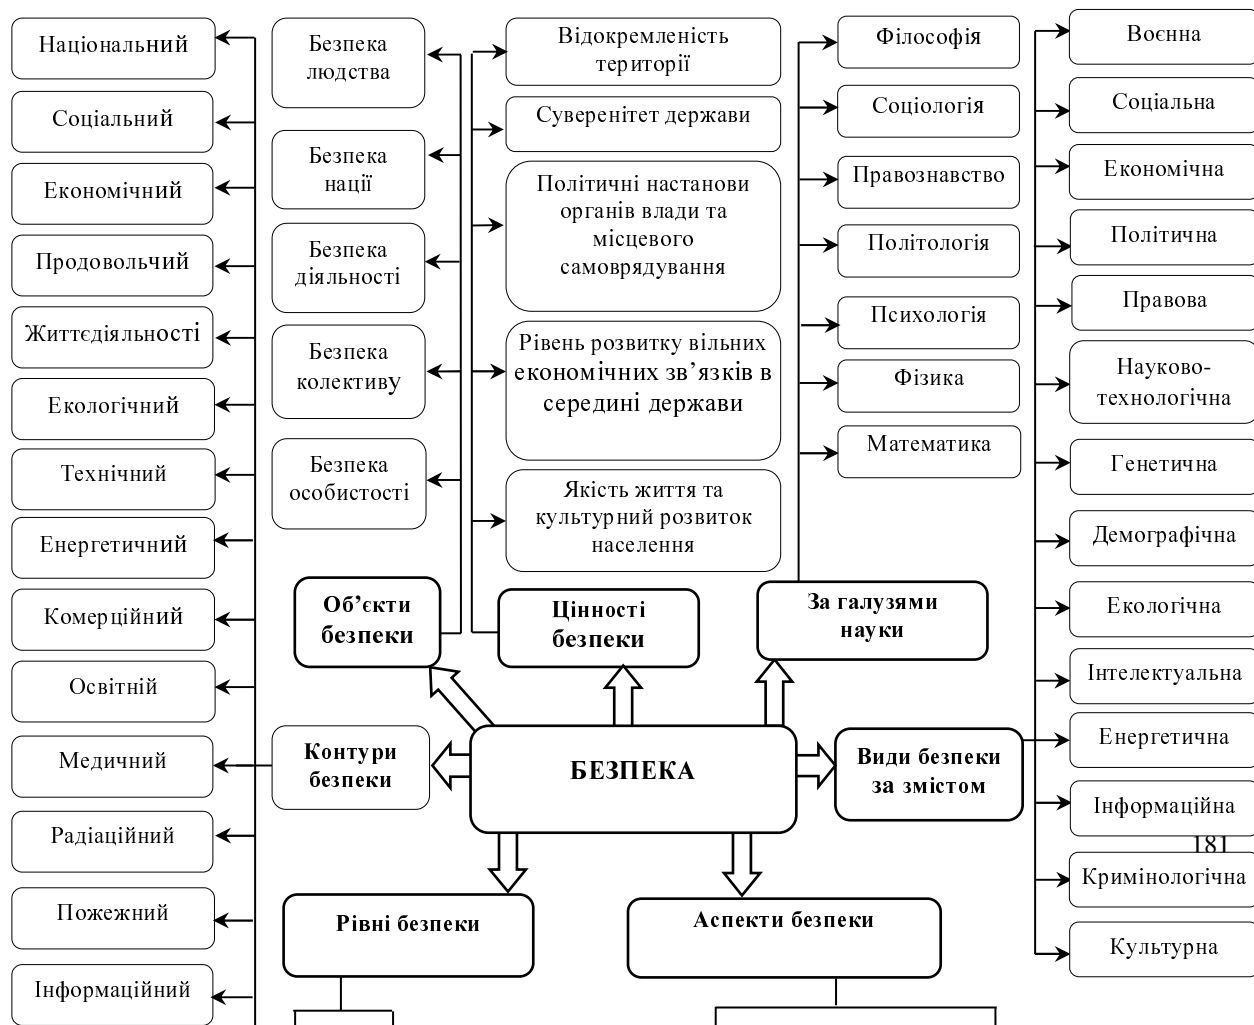 Національний
Соціальний
Економічний
Продовольчий
Життєдіяльності
Екологічний
Технічний
Енергетичний
Комерційний
Освітній
Медичний
Радіаційний
Пожежний
Інформаційний
Безпека
людства
Безпека
нації
Безпека
діяльності
Безпека
колективу
Безпека
особистості
Об’єкти
безпеки
Контури
безпеки
Відокремленість
території
Суверенітет держави
Політичні настанови
органів влади та
місцевого
самоврядування
Рівень розвитку вільних
економічних зв’язків в
середині держави
Якість життя та
культурний розвиток
населення
Цінності
безпеки
БЕЗПЕКА
Рівні безпеки
Аспекти безпеки
Філософія
Соціологія
Правознавство
Політологія
Психологія
Фізика
Математика
За галузями
науки
Види безпеки
за змістом
Воєнна
Соціальна
Економічна
Політична
Правова
Науково-
технологічна
Генетична
Демографічна
Екологічна
Інтелектуальна
Енергетична
Інформаційна
181
Кримінологічна
Культурна